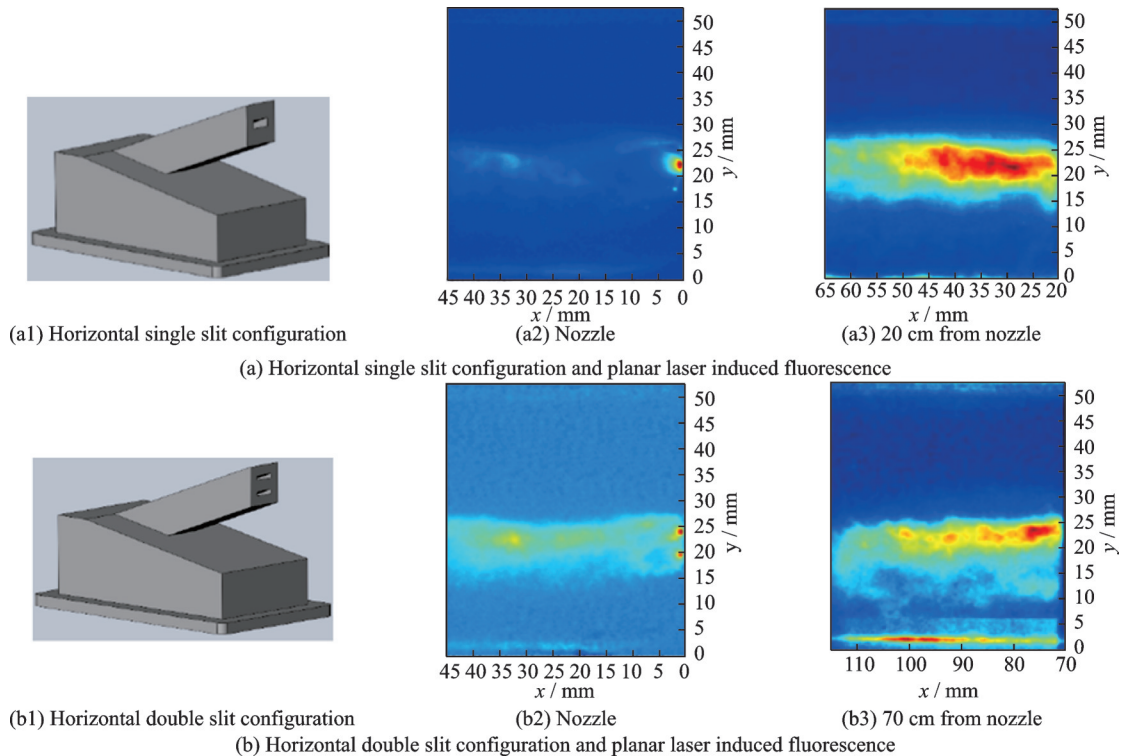 50
45
40
35
30
25
20
15
10
5
0
y / mm
45 40 35 30 25 20 15 10 5 0
x / mm
50
45
40
35
30
25
20
15
10
5
0
y / mm
65 60 55 50 45 40 35 30 25 20
x / mm
(a1) Horizontal single slit configuration
(a2) Nozzle
(a3) 20 cm from nozzle
(a) Horizontal single slit configuration and planar laser induced fluorescence
50
45
40
35
30
25
20
15
10
5
0
y / mm
45 40 35 30 25 20 15 10 5 0
x / mm
50
45
40
35
30
25
20
15
10
5
0
y / mm
110 100 90 80 70
x / mm
(b1) Horizontal double slit configuration
(b2) Nozzle
(b3) 70 cm from nozzle
(b) Horizontal double slit configuration and planar laser induced fluorescence